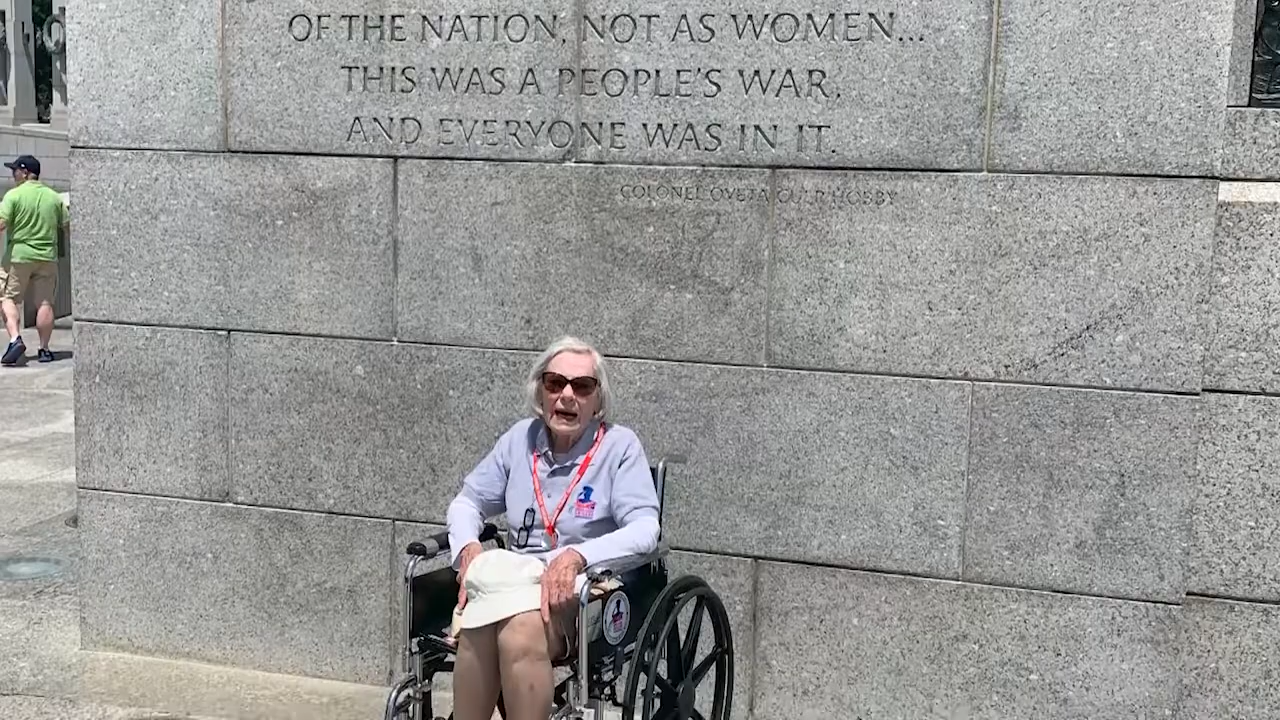 OF THE NATION, NOT AS WOMEN...
THIS WAS A PEOPLE'S WAR,
AND EVERYONE WAS IN IT.
COLONEL OVETA CULP HOBBY